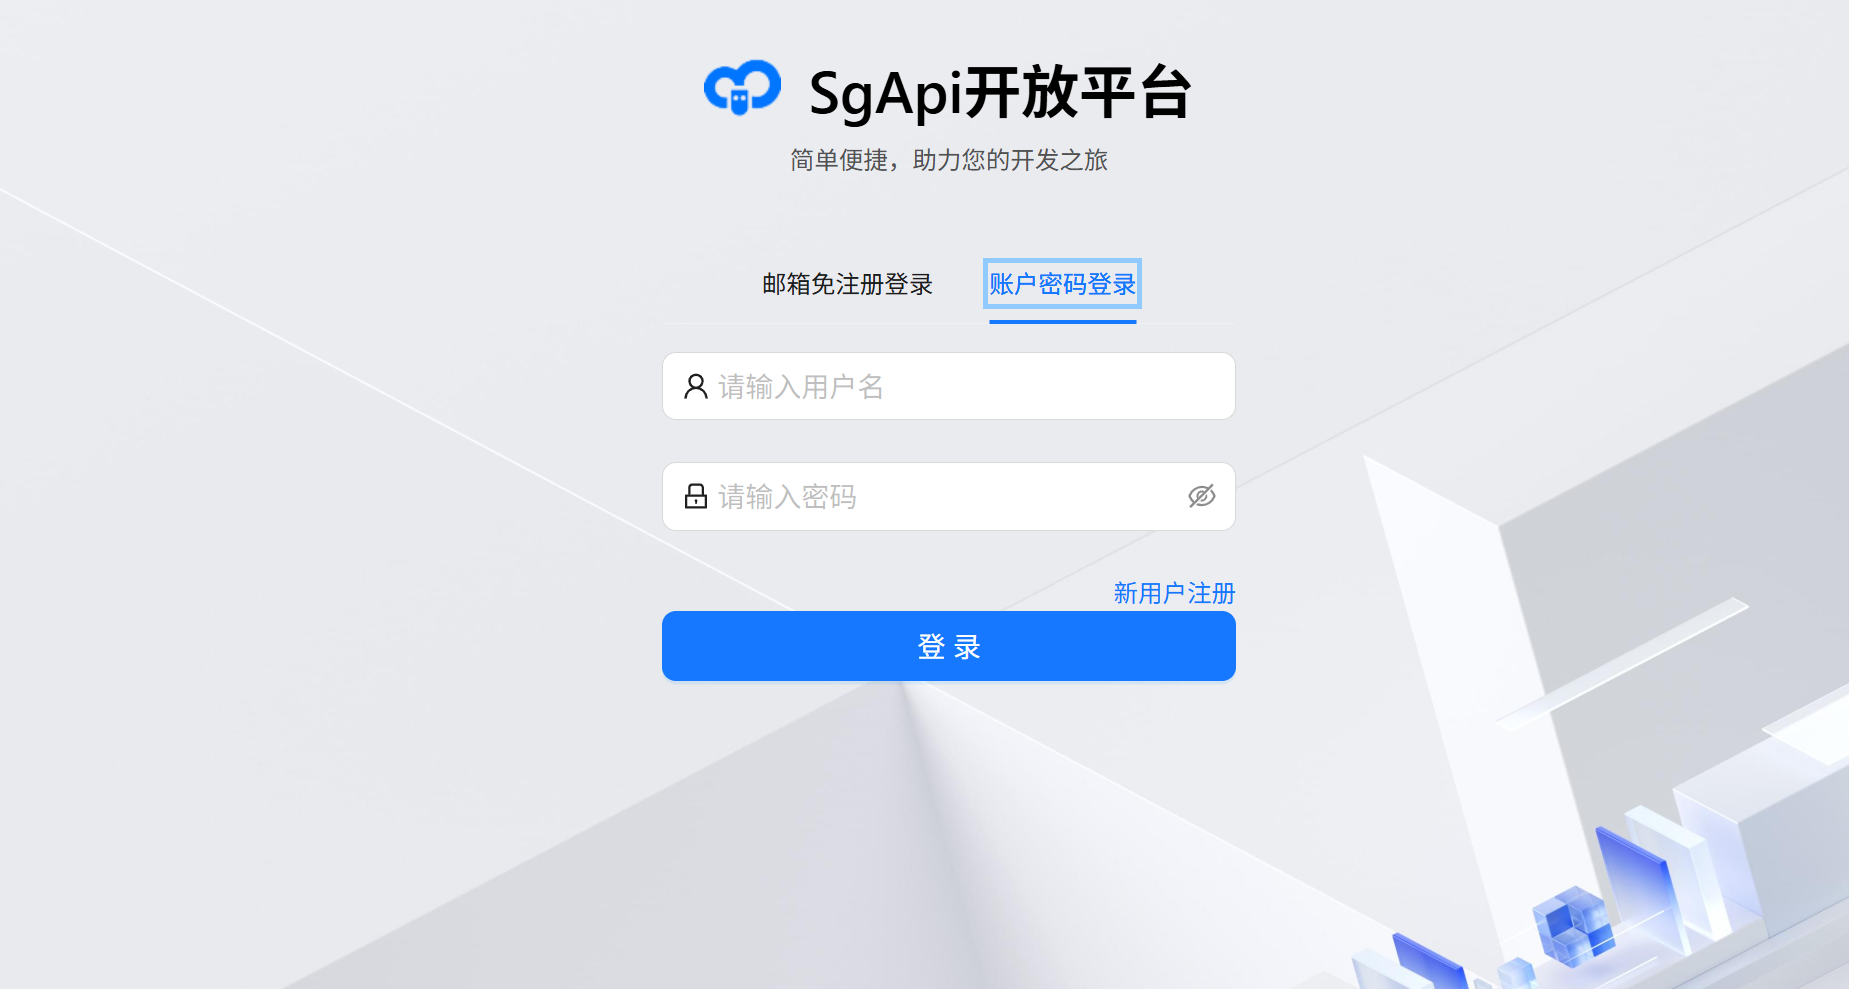 SgApi开放平台
简单便捷，助力您的开发之旅
邮箱免注册登录 账户密码登录
请输入用户名
请输入密码
新用户注册
登 录